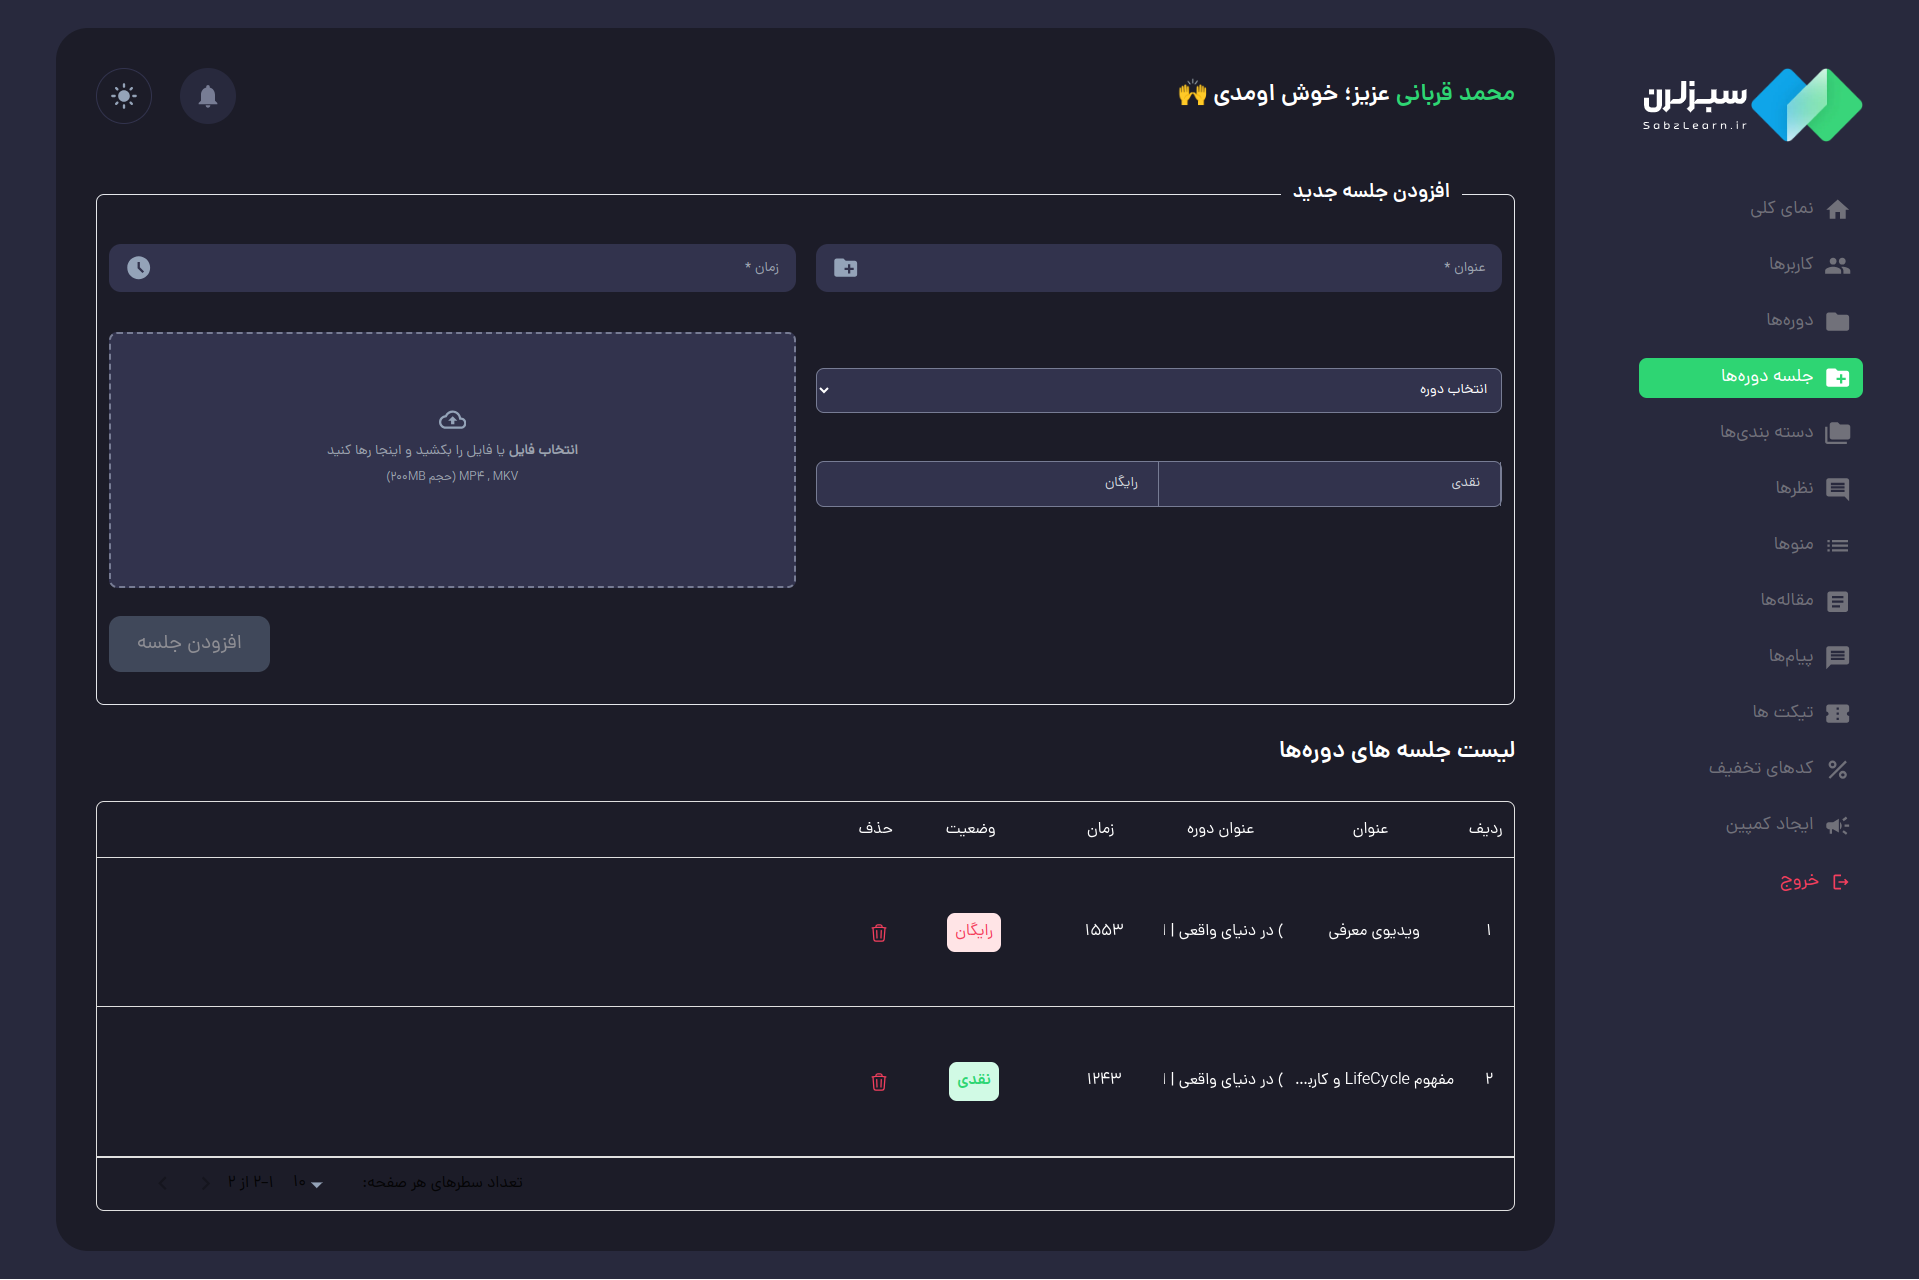 سبزلرن
SabzLearn.ir
نمای کلی
کاربرها
دوره‌ها
جلسه دوره‌ها
دسته بندی‌ها
نظرها
منوها
مقاله‌ها
پیام‌ها
تیکت ها
کدهای تخفیف
ایجاد کمپین
خروج
محمد قربانی عزیز؛ خوش اومدی 🙌
افزودن جلسه جدید
عنوان *
زمان *
انتخاب دوره
نقدی
رایگان
انتخاب فایل یا فایل را بکشید و اینجا رها کنید
MP۴ , MKV (حجم ۲۰۰MB)
افزودن جلسه
لیست جلسه های دوره‌ها
ردیف عنوان عنوان دوره زمان وضعیت حذف
۱ ویدیوی معرفی ) در دنیای واقعی | ا ۱۵۵۳ رایگان
۲ مفهوم LifeCycle و کاربـ... ) در دنیای واقعی | ا ۱۲۴۳ نقدی
تعداد سطرهای هر صفحه: ۱۰ ۱-۲ از ۲